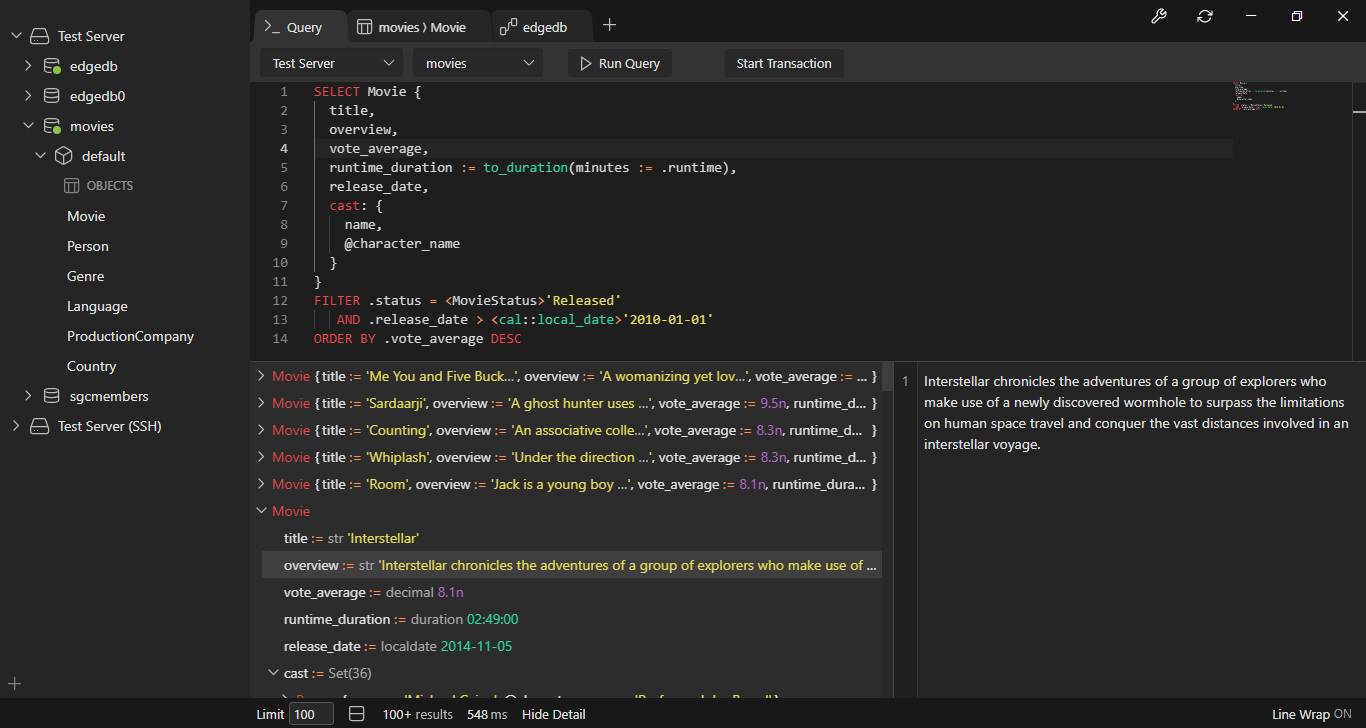 Test Server
edgedb
edgedb0
movies
default
OBJECTS
Movie
Person
Genre
Language
ProductionCompany
Country
sgcmembers
Test Server (SSH)
Query
movies ⟩ Movie
edgedb
Test Server
movies
Run Query
Start Transaction
1 SELECT Movie {
2 title,
3 overview,
4 vote_average,
5 runtime_duration := to_duration(minutes := .runtime),
6 release_date,
7 cast: {
8 name,
9 @character_name
10 }
11 }
12 FILTER .status = <MovieStatus>'Released'
13 AND .release_date > <cal::local_date>'2010-01-01'
14 ORDER BY .vote_average DESC
Movie { title := 'Me You and Five Buck...', overview := 'A womanizing yet lov...', vote_average := ... }
Movie { title := 'Sardaarji', overview := 'A ghost hunter uses ...', vote_average := 9.5n, runtime_d... }
Movie { title := 'Counting', overview := 'An associative colle...', vote_average := 8.3n, runtime_d... }
Movie { title := 'Whiplash', overview := 'Under the direction ...', vote_average := 8.3n, runtime_d... }
Movie { title := 'Room', overview := 'Jack is a young boy ...', vote_average := 8.1n, runtime_dura... }
Movie
title := str 'Interstellar'
overview := str 'Interstellar chronicles the adventures of a group of explorers who make use of ...
vote_average := decimal 8.1n
runtime_duration := duration 02:49:00
release_date := localdate 2014-11-05
cast := Set(36)
1 Interstellar chronicles the adventures of a group of explorers who
make use of a newly discovered wormhole to surpass the limitations
on human space travel and conquer the vast distances involved in an
interstellar voyage.
Limit 100 100+ results 548 ms Hide Detail
Line Wrap ON